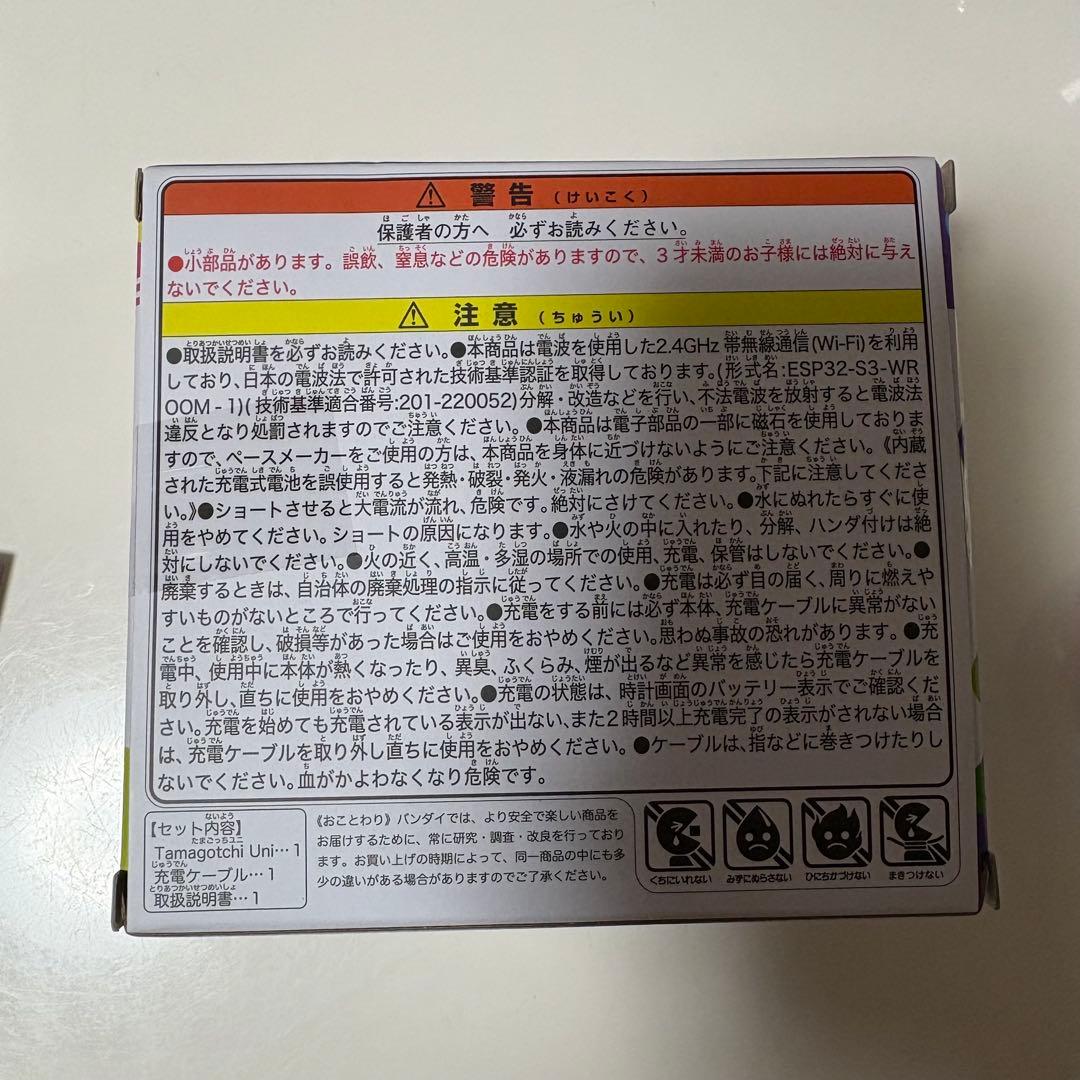 ⚠ 警告（けいこく）
保護者の方へ 必ずお読みください。
●小部品があります。誤飲、窒息などの危険がありますので、3才未満のお子様には絶対に与え
ないでください。
⚠ 注意（ちゅうい）
●取扱説明書を必ずお読みください。●本商品は電波を使用した2.4GHz 帯無線通信(Wi-Fi)を利用
しており、日本の電波法で許可された技術基準認証を取得しております。(形式名:ESP32-S3-WR
OOM-1)(技術基準適合番号:201-220052)分解・改造などを行い、不法電波を放射すると電波法
違反となり処罰されますのでご注意ください。●本商品は電子部品の一部に磁石を使用しておりま
すので、ペースメーカーをご使用の方は、本商品を身体に近づけないようにご注意ください。《内蔵
された充電式電池を誤使用すると発熱・破裂・発火・液漏れの危険があります。下記に注意してくださ
い。》●ショートさせると大電流が流れ、危険です。絶対にさけてください。●水にぬれたらすぐに使
用をやめてください。ショートの原因になります。●水や火の中に入れたり、分解、ハンダ付けは絶
対にしないでください。●火の近く、高温・多湿の場所での使用、充電、保管はしないでください。●
廃棄するときは、自治体の廃棄処理の指示に従ってください。●充電は必ず目の届く、周りに燃えや
すいものがないところで行ってください。●充電をする前には必ず本体、充電ケーブルに異常がない
ことを確認し、破損等があった場合はご使用をおやめください。思わぬ事故の恐れがあります。●充
電中、使用中に本体が熱くなったり、異臭、ふくらみ、煙が出るなど異常を感じたら充電ケーブルを
取り外し、直ちに使用をおやめください。●充電の状態は、時計画面のバッテリー表示でご確認くだ
さい。充電を始めても充電されている表示が出ない、また2時間以上充電完了の表示がされない場合
は、充電ケーブルを取り外し直ちに使用をおやめください。●ケーブルは、指などに巻きつけたりし
ないでください。血がかよわなくなり危険です。
【セット内容】
Tamagotchi Uni…1
充電ケーブル…1
取扱説明書…1
《おことわり》バンダイでは、より安全で楽しい商品を
お届けするために、常に研究・調査・改良を行っており
ます。お買い上げの時期によって、同一商品の中にも多
少の違いがある場合がありますのでご了承ください。
くちにいれない みずにぬらさない ひにちかづけない まきつけない